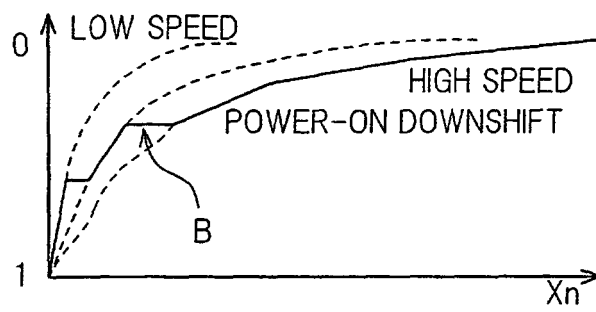 0
LOW SPEED
HIGH SPEED
POWER-ON DOWNSHIFT
B
1
Xn